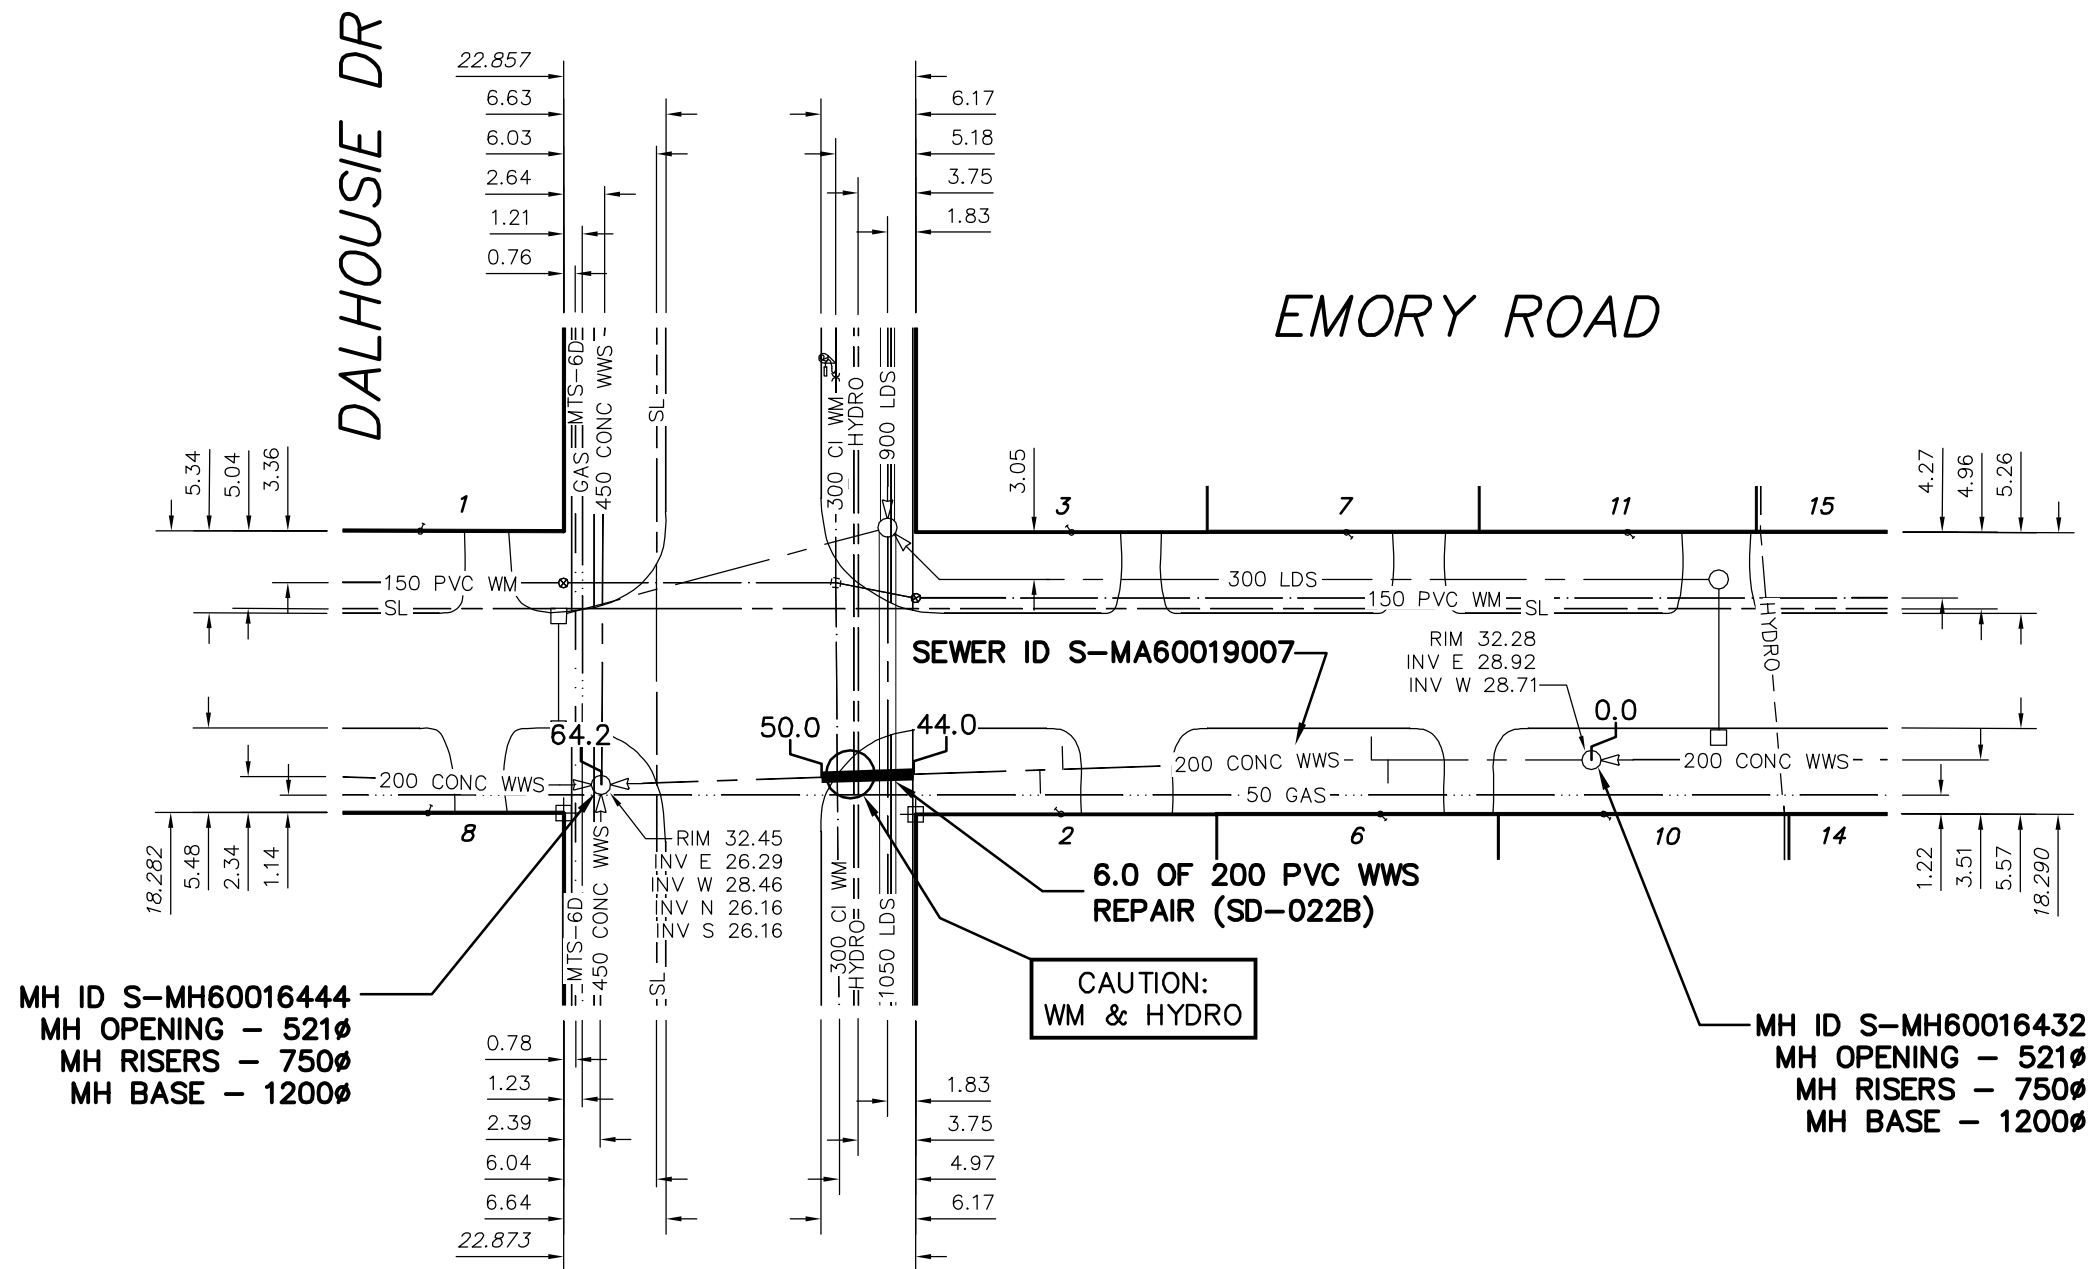 DALHOUSIE DR
EMORY ROAD
22.857
6.63
6.03
2.64
1.21
0.76
6.17
5.18
3.75
1.83
MTS-6D
GAS
450 CONC WWS
SL
300 CI WM
HYDRO
900 LDS
5.34
5.04
3.36
3.05
4.27
4.96
5.26
1
3
7
11
15
150 PVC WM
SL
300 LDS
150 PVC WM
SL
HYDRO
SEWER ID S-MA60019007
RIM 32.28
INV E 28.92
INV W 28.71
64.2
50.0
44.0
0.0
200 CONC WWS
200 CONC WWS
200 CONC WWS
50 GAS
8
2
6
10
14
18.282
5.48
2.34
1.14
1.22
3.51
5.57
18.290
RIM 32.45
INV E 26.29
INV W 28.46
INV N 26.16
INV S 26.16
MTS-6D
450 CONC WWS
SL
300 CI WM
HYDRO
1050 LDS
6.0 OF 200 PVC WWS
REPAIR (SD-022B)
CAUTION:
WM & HYDRO
MH ID S-MH60016444
MH OPENING - 521ø
MH RISERS - 750ø
MH BASE - 1200ø
MH ID S-MH60016432
MH OPENING - 521ø
MH RISERS - 750ø
MH BASE - 1200ø
0.78
1.23
2.39
6.04
6.64
22.873
1.83
3.75
4.97
6.17